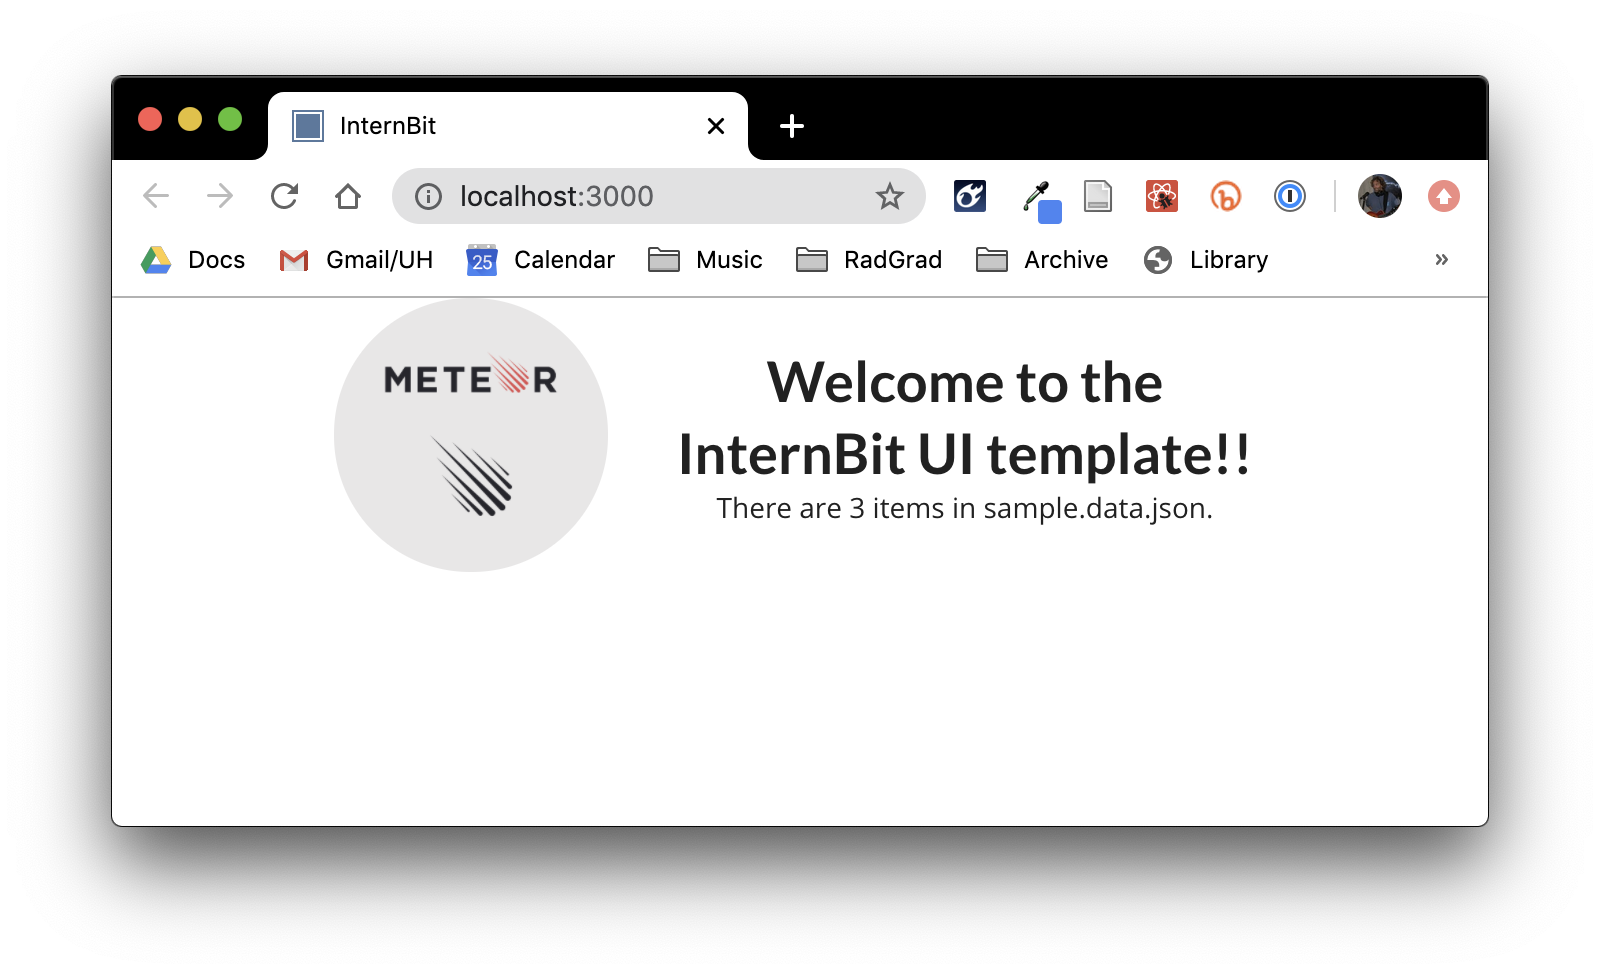 InternBit
localhost:3000
Docs
Gmail/UH
25
Calendar
Music
RadGrad
Archive
Library
»
METEOR
Welcome to the
InternBit UI template!!
There are 3 items in sample.data.json.